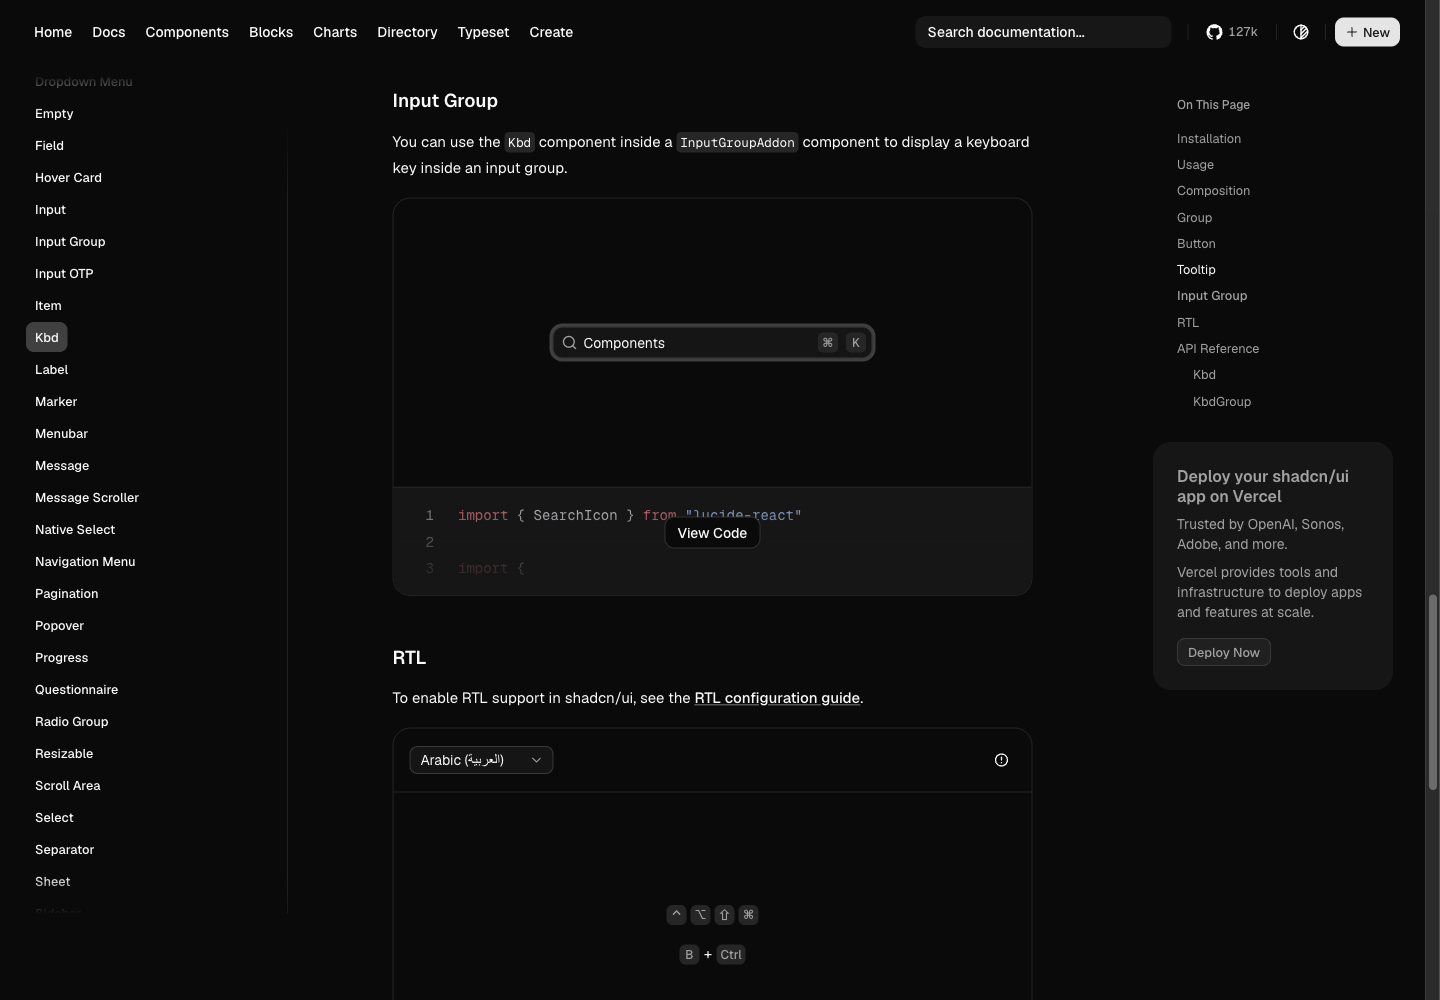 Home Docs Components Blocks Charts Directory Typeset Create
Search documentation...
127k
New
Dropdown Menu
Empty
Field
Hover Card
Input
Input Group
Input OTP
Item
Kbd
Label
Marker
Menubar
Message
Message Scroller
Native Select
Navigation Menu
Pagination
Popover
Progress
Questionnaire
Radio Group
Resizable
Scroll Area
Select
Separator
Sheet
Sidebar
Input Group
You can use the Kbd component inside a InputGroupAddon component to display a keyboard
key inside an input group.
Components ⌘ K
1 import { SearchIcon } from "lucide-react"
View Code
2
3 import {
RTL
To enable RTL support in shadcn/ui, see the RTL configuration guide.
Arabic (العربية)
⌃ ⌥ ⇧ ⌘
B + Ctrl
On This Page
Installation
Usage
Composition
Group
Button
Tooltip
Input Group
RTL
API Reference
Kbd
KbdGroup
Deploy your shadcn/ui
app on Vercel
Trusted by OpenAI, Sonos,
Adobe, and more.
Vercel provides tools and
infrastructure to deploy apps
and features at scale.
Deploy Now